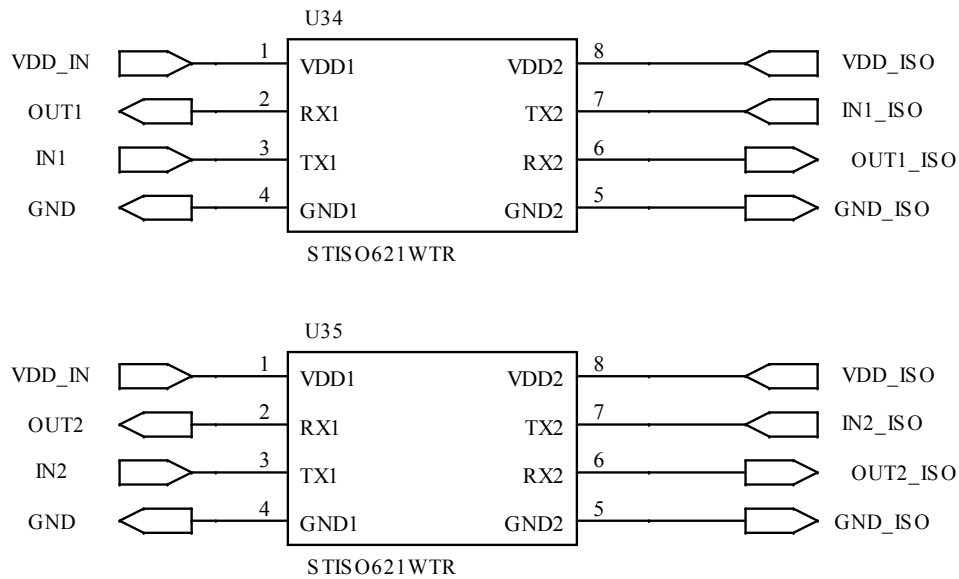 U34
VDD_IN 1 VDD1 VDD2 8 VDD_ISO
OUT1 2 RX1 TX2 7 IN1_ISO
IN1 3 TX1 RX2 6 OUT1_ISO
GND 4 GND1 GND2 5 GND_ISO
STISO621WTR
U35
VDD_IN 1 VDD1 VDD2 8 VDD_ISO
OUT2 2 RX1 TX2 7 IN2_ISO
IN2 3 TX1 RX2 6 OUT2_ISO
GND 4 GND1 GND2 5 GND_ISO
STISO621WTR